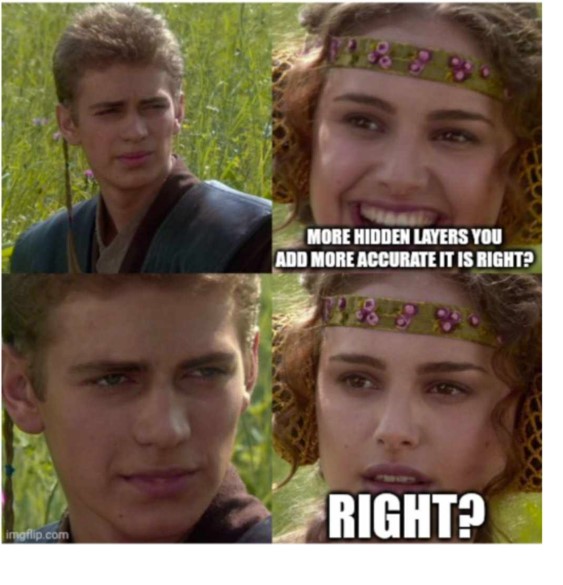 MORE HIDDEN LAYERS YOU
ADD MORE ACCURATE IT IS RIGHT?
RIGHT?
imgflip.com